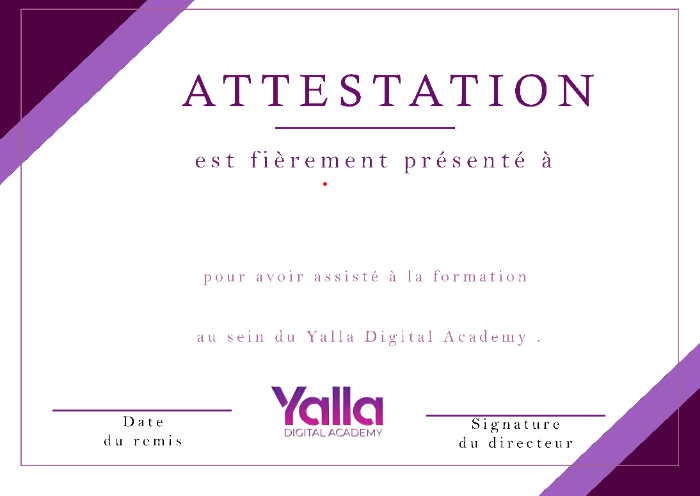 ATTESTATION
est fièrement présenté à
pour avoir assisté à la formation
au sein du Yalla Digital Academy .
Yalla
DIGITAL ACADEMY
Date
du remis
Signature
du directeur